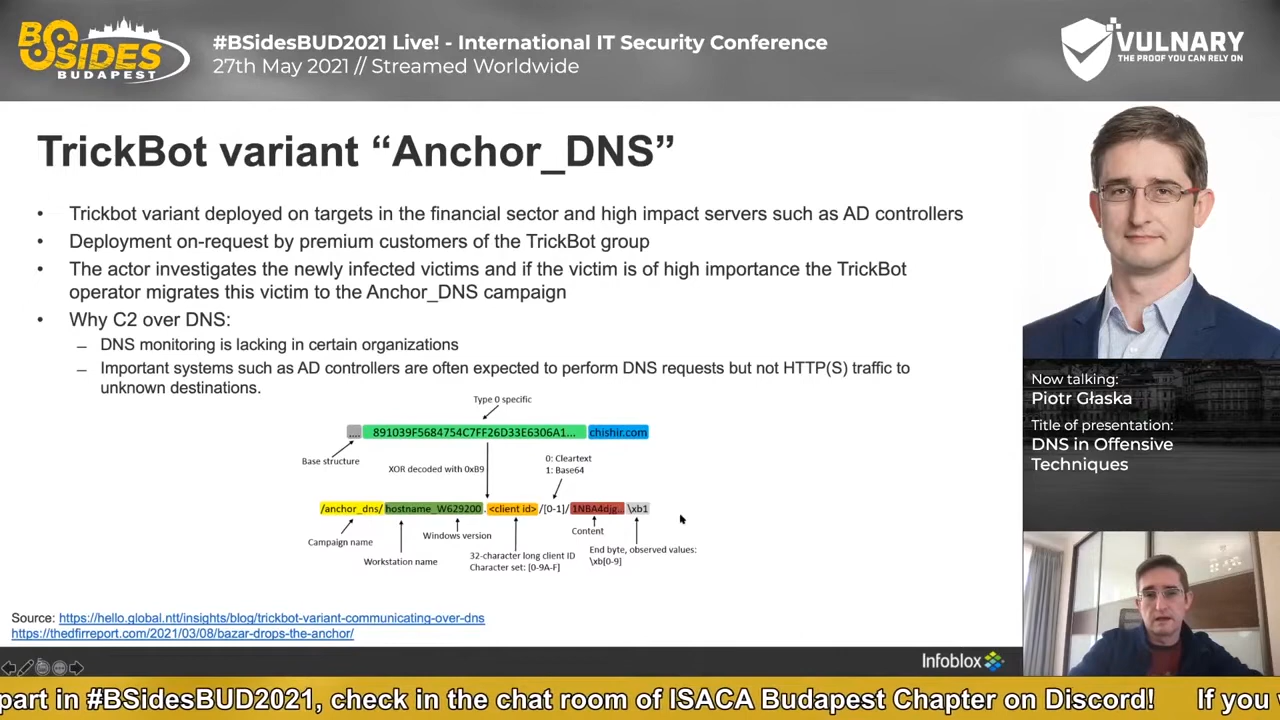 BSIDES
BUDAPEST
#BSidesBUD2021 Live! - International IT Security Conference
27th May 2021 // Streamed Worldwide
VULNARY
THE PROOF YOU CAN RELY ON
TrickBot variant “Anchor_DNS”
• Trickbot variant deployed on targets in the financial sector and high impact servers such as AD controllers
• Deployment on-request by premium customers of the TrickBot group
• The actor investigates the newly infected victims and if the victim is of high importance the TrickBot
operator migrates this victim to the Anchor_DNS campaign
• Why C2 over DNS:
– DNS monitoring is lacking in certain organizations
– Important systems such as AD controllers are often expected to perform DNS requests but not HTTP(S) traffic to
unknown destinations.
Type 0 specific
.... 891039F5684754C7FF26D33E6306A1... chishir.com
Base structure
XOR decoded with 0xB9
0: Cleartext
1: Base64
/anchor_dns/ hostname_W629200 . <client id> /[0-1]/ 1NBA4djg... \xb1
Campaign name
Workstation name
Windows version
32-character long client ID
Character set: [0-9A-F]
Content
End byte, observed values:
\xb[0-9]
Source: https://hello.global.ntt/insights/blog/trickbot-variant-communicating-over-dns
https://thedfirreport.com/2021/03/08/bazar-drops-the-anchor/
Infoblox
Now talking:
Piotr Głaska
Title of presentation:
DNS in Offensive
Techniques
part in #BSidesBUD2021, check in the chat room of ISACA Budapest Chapter on Discord! If you